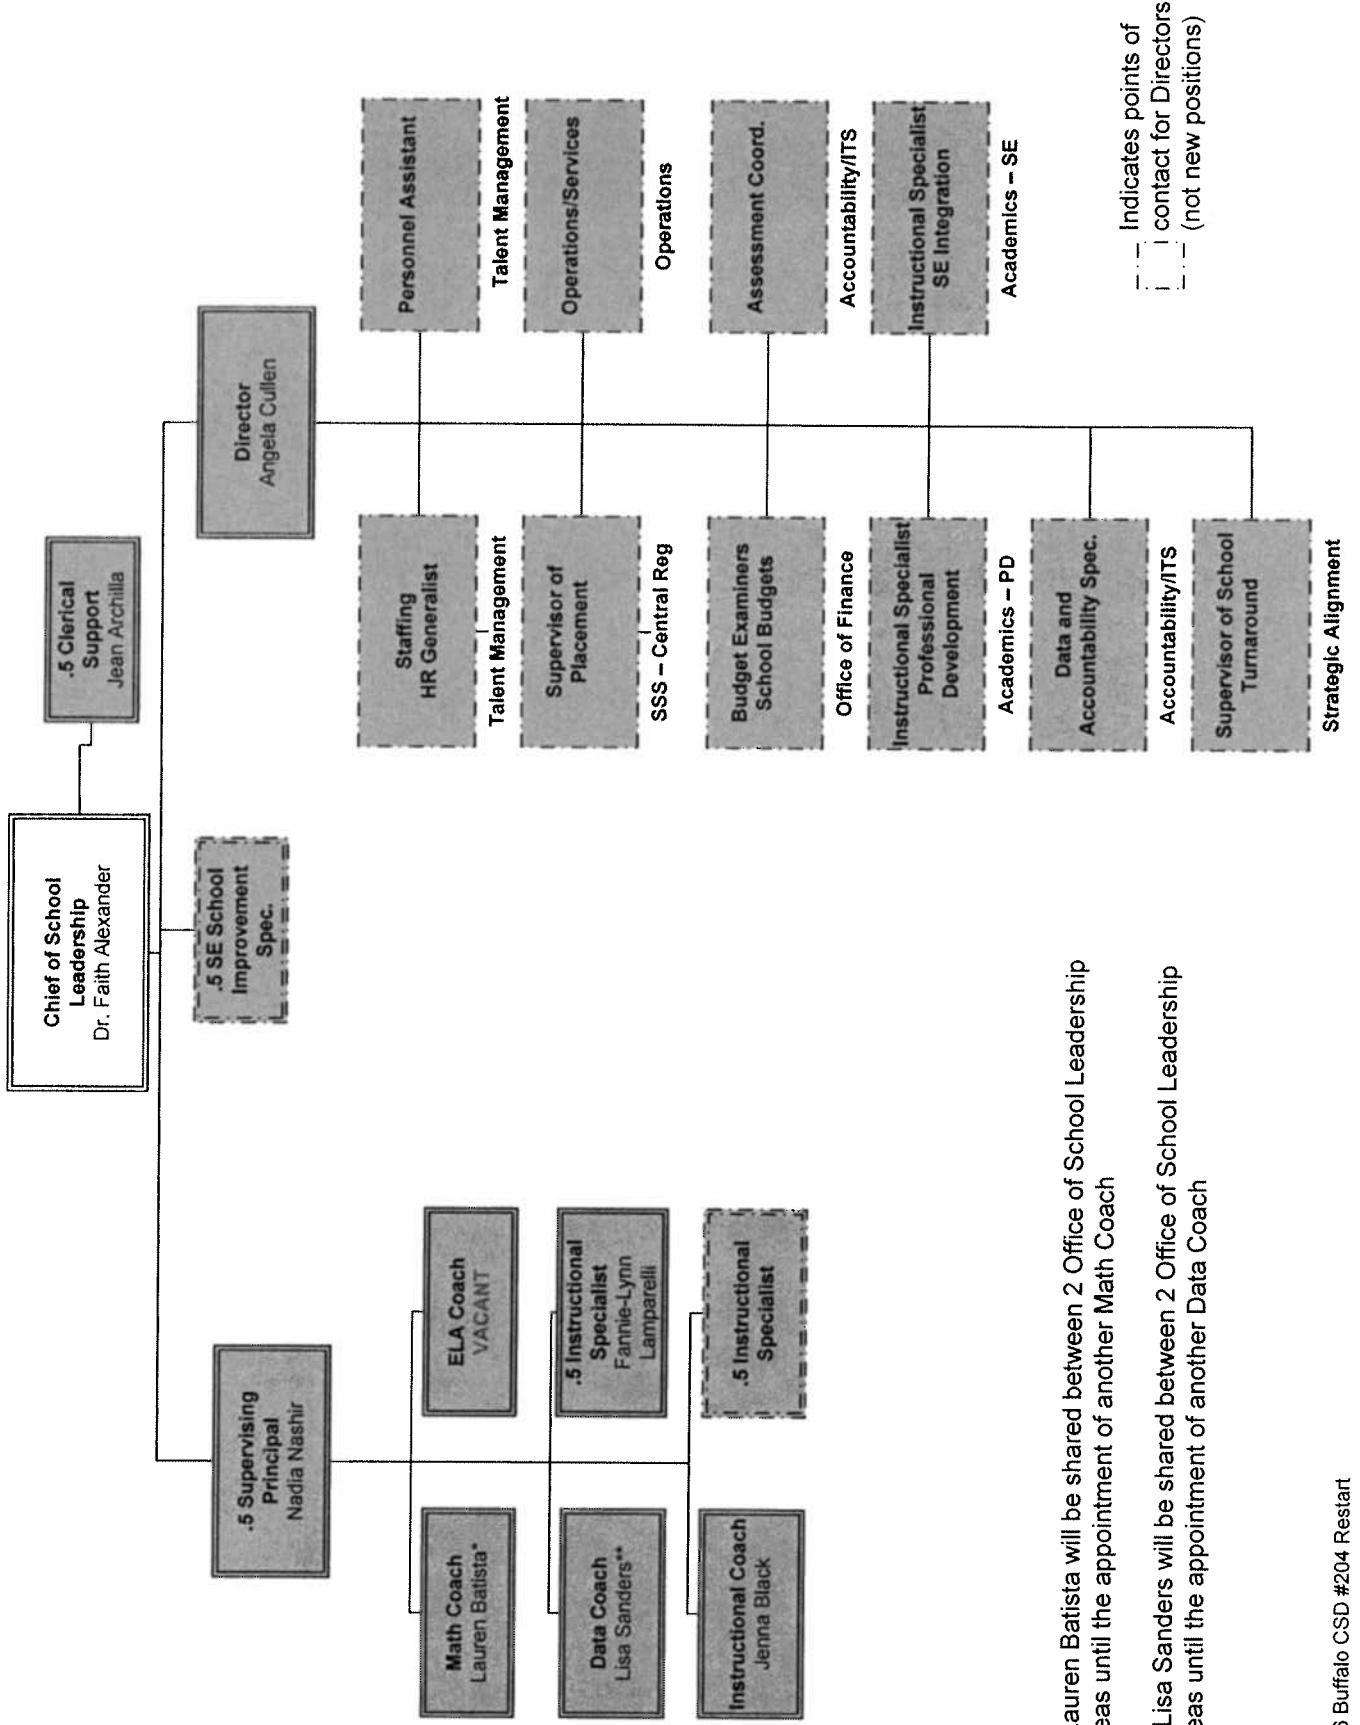 Chief of School
Leadership
Dr. Faith Alexander
.5 Clerical
Support
Jean Archilla
.5 Supervising
Principal
Nadia Nashir
.5 SE School
Improvement
Spec.
Director
Angela Cullen
Math Coach
Lauren Batista*
ELA Coach
VACANT
Data Coach
Lisa Sanders**
.5 Instructional
Specialist
Fannie-Lynn
Lamparelli
Instructional Coach
Jenna Black
.5 Instructional
Specialist
Staffing
HR Generalist
Talent Management
Personnel Assistant
Talent Management
Supervisor of
Placement
SSS – Central Reg
Operations/Services
Operations
Budget Examiners
School Budgets
Office of Finance
Assessment Coord.
Accountability/ITS
Instructional Specialist
Professional
Development
Academics – PD
Instructional Specialist
SE Integration
Academics – SE
Data and
Accountability Spec.
Accountability/ITS
Supervisor of School
Turnaround
Strategic Alignment
Indicates points of
contact for Directors
(not new positions)
auren Batista will be shared between 2 Office of School Leadership
eas until the appointment of another Math Coach
Lisa Sanders will be shared between 2 Office of School Leadership
eas until the appointment of another Data Coach
Buffalo CSD #204 Restart